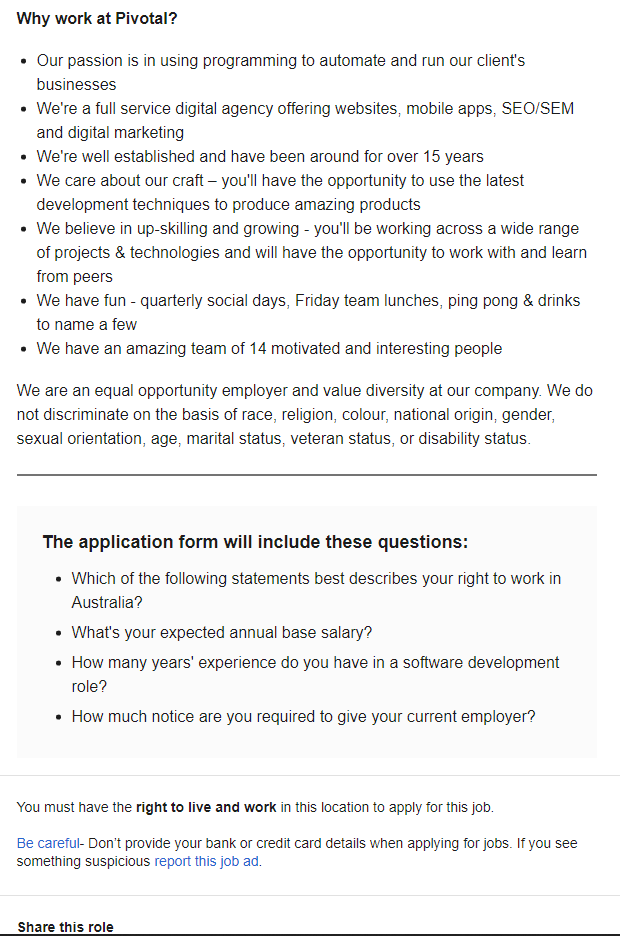 Why work at Pivotal?
• Our passion is in using programming to automate and run our client's
businesses
• We're a full service digital agency offering websites, mobile apps, SEO/SEM
and digital marketing
• We're well established and have been around for over 15 years
• We care about our craft – you'll have the opportunity to use the latest
development techniques to produce amazing products
• We believe in up-skilling and growing - you'll be working across a wide range
of projects & technologies and will have the opportunity to work with and learn
from peers
• We have fun - quarterly social days, Friday team lunches, ping pong & drinks
to name a few
• We have an amazing team of 14 motivated and interesting people
We are an equal opportunity employer and value diversity at our company. We do
not discriminate on the basis of race, religion, colour, national origin, gender,
sexual orientation, age, marital status, veteran status, or disability status.
The application form will include these questions:
• Which of the following statements best describes your right to work in
Australia?
• What's your expected annual base salary?
• How many years' experience do you have in a software development
role?
• How much notice are you required to give your current employer?
You must have the right to live and work in this location to apply for this job.
Be careful- Don’t provide your bank or credit card details when applying for jobs. If you see
something suspicious report this job ad.
Share this role